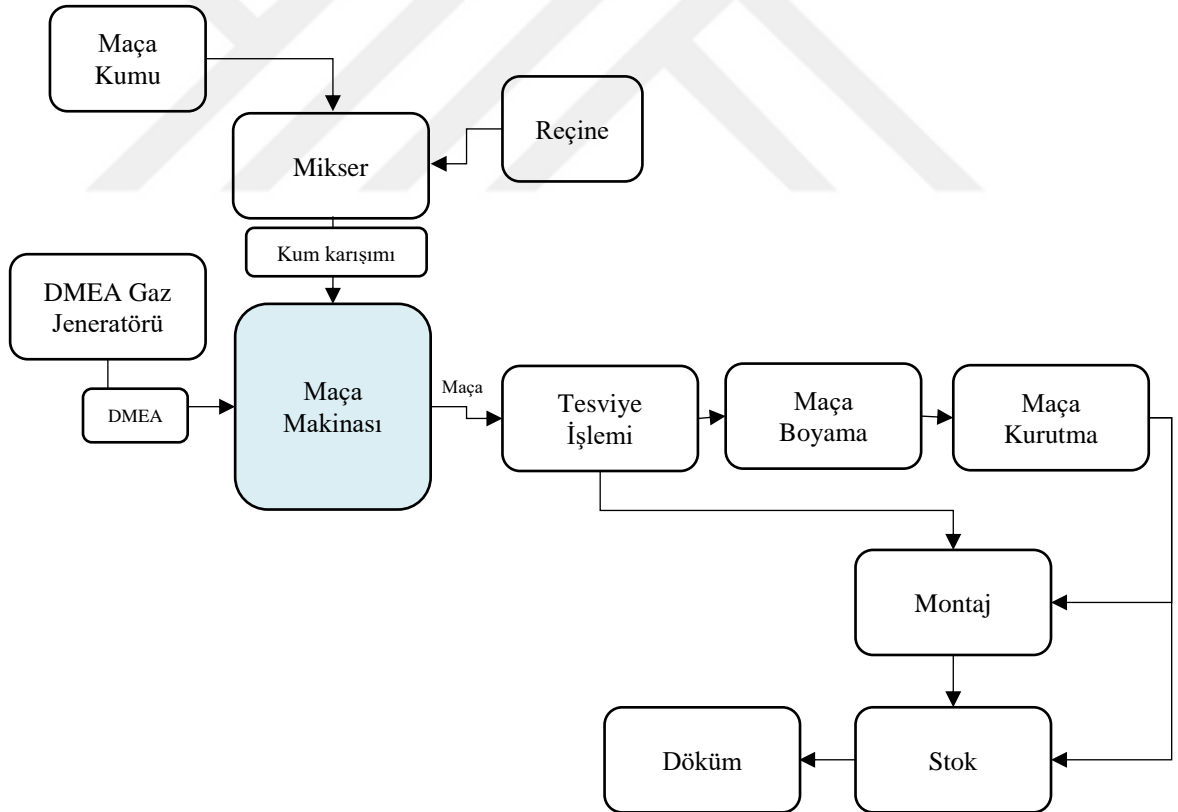 Maça
Kumu
Reçine
Mikser
Kum karışımı
DMEA Gaz
Jeneratörü
DMEA
Maça
Makinası
Maça
Tesviye
İşlemi
Maça
Boyama
Maça
Kurutma
Montaj
Döküm
Stok